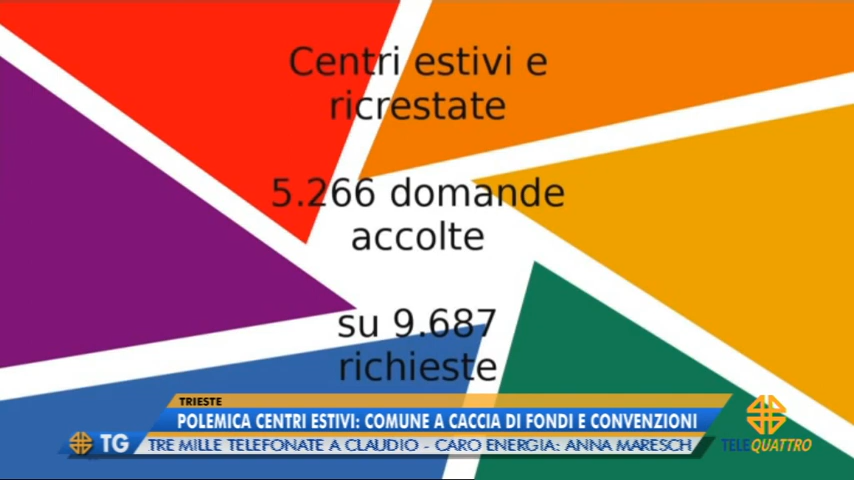 Centri estivi e
ricrestate
5.266 domande
accolte
su 9.687
richieste
TRIESTE
POLEMICA CENTRI ESTIVI: COMUNE A CACCIA DI FONDI E CONVENZIONI
TG
TRE MILLE TELEFONATE A CLAUDIO - CARO ENERGIA: ANNA MARESCH
TELEQUATTRO